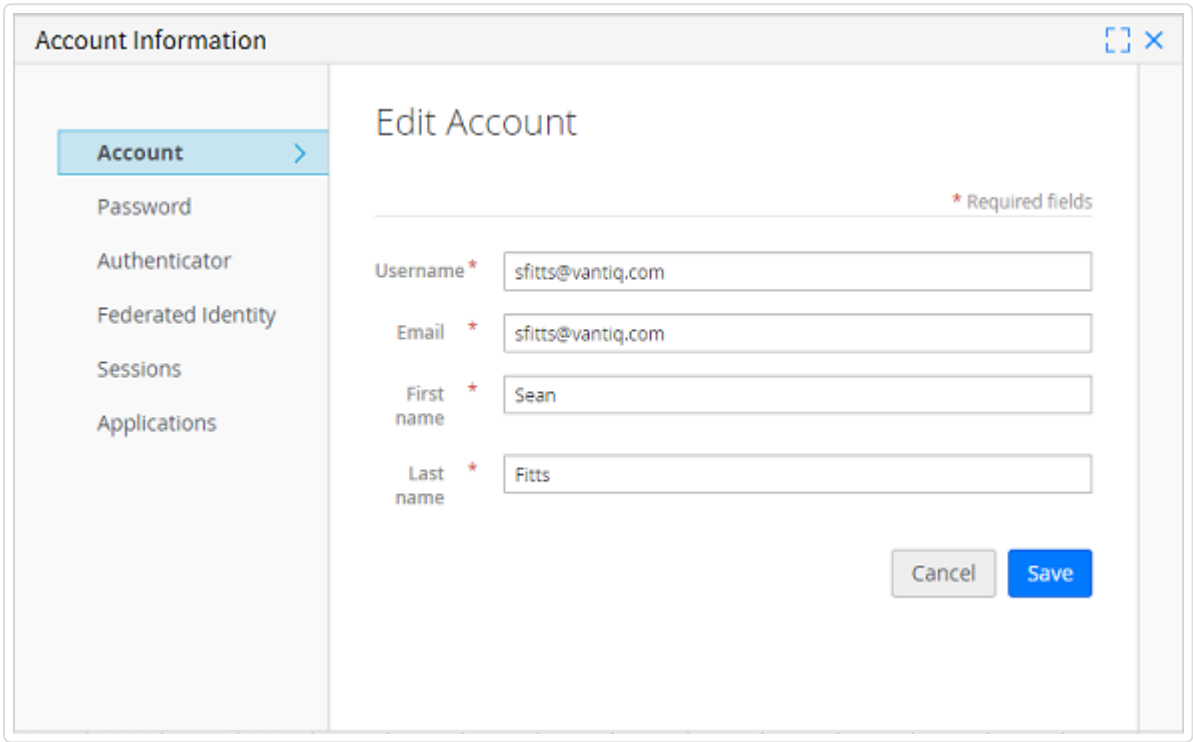 Account Information
Edit Account
Account
Password
Authenticator
Federated Identity
Sessions
Applications
* Required fields
Username* sfitts@vantiq.com
Email * sfitts@vantiq.com
First * Sean
name
Last * Fitts
name
Cancel Save